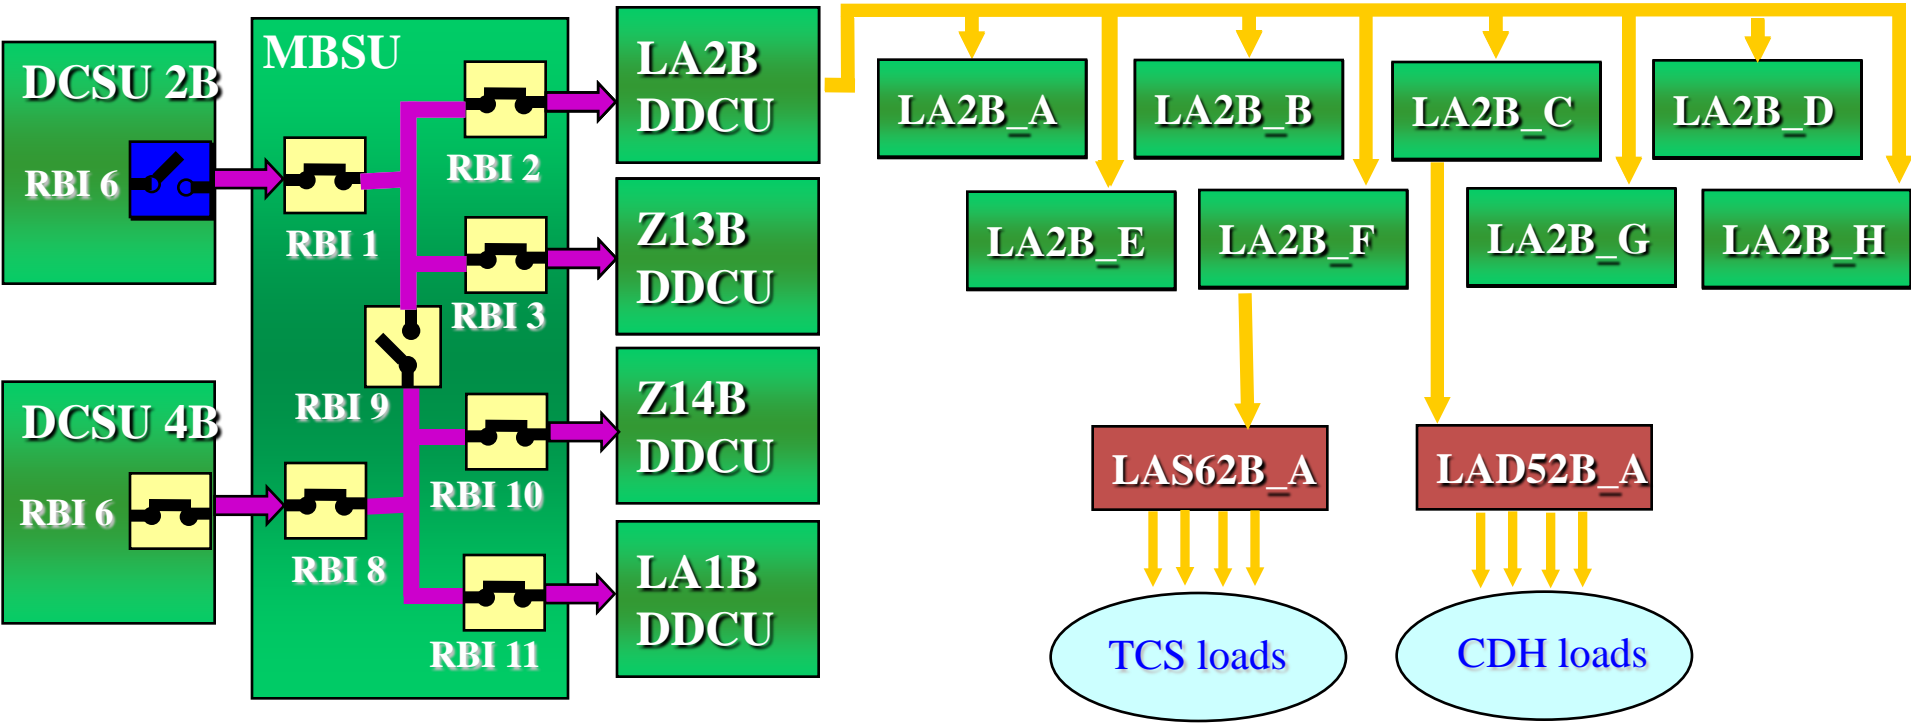 DCSU 2B
RBI 6
MBSU
RBI 1
RBI 2
RBI 3
RBI 9
DCSU 4B
RBI 6
RBI 8
RBI 10
RBI 11
LA2B
DDCU
Z13B
DDCU
Z14B
DDCU
LA1B
DDCU
LA2B_A
LA2B_B
LA2B_C
LA2B_D
LA2B_E
LA2B_F
LA2B_G
LA2B_H
LAS62B_A
LAD52B_A
TCS loads
CDH loads